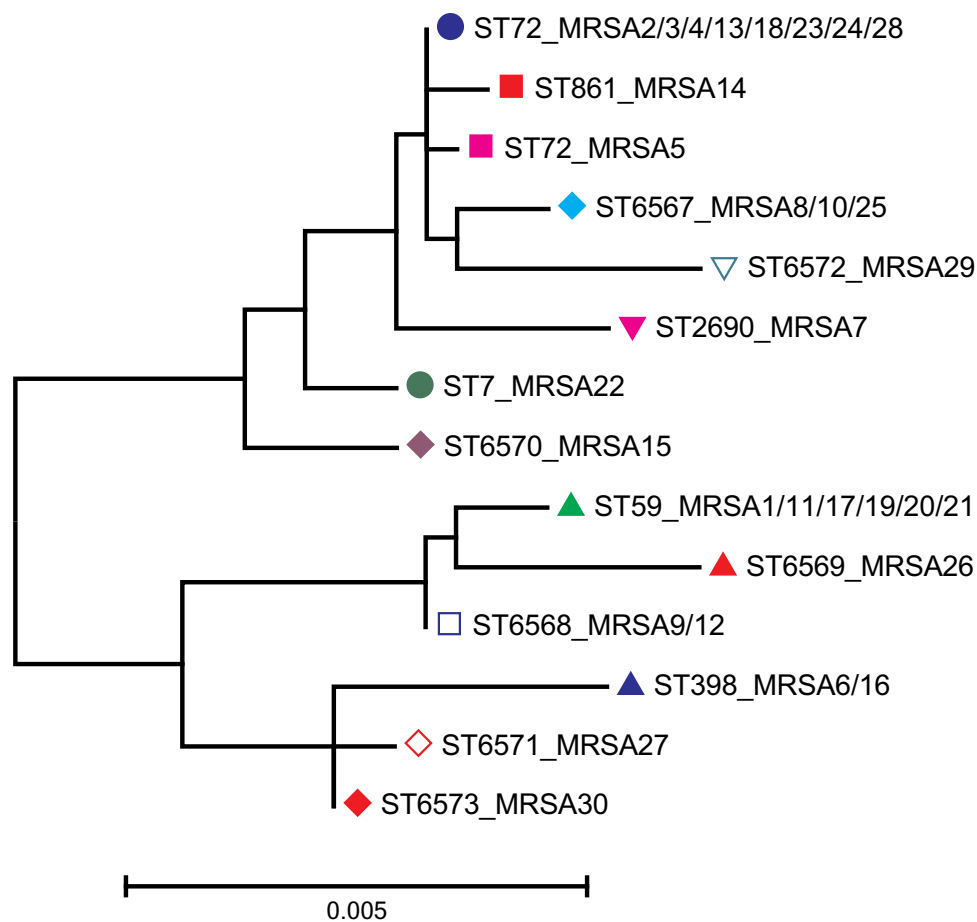 ST72_MRSA2/3/4/13/18/23/24/28
ST861_MRSA14
ST72_MRSA5
ST6567_MRSA8/10/25
ST6572_MRSA29
ST2690_MRSA7
ST7_MRSA22
ST6570_MRSA15
ST59_MRSA1/11/17/19/20/21
ST6569_MRSA26
ST6568_MRSA9/12
ST398_MRSA6/16
ST6571_MRSA27
ST6573_MRSA30
0.005